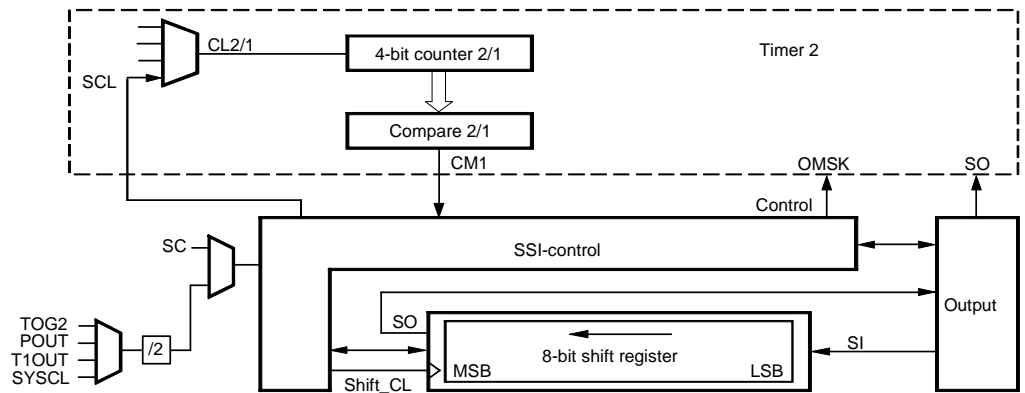 CL2/1
4-bit counter 2/1
Timer 2
SCL
Compare 2/1
CM1
OMSK
SO
Control
SC
SSI-control
TOG2
POUT
T1OUT
SYSCL
/2
SO
Output
8-bit shift register
SI
MSB
LSB
Shift_CL